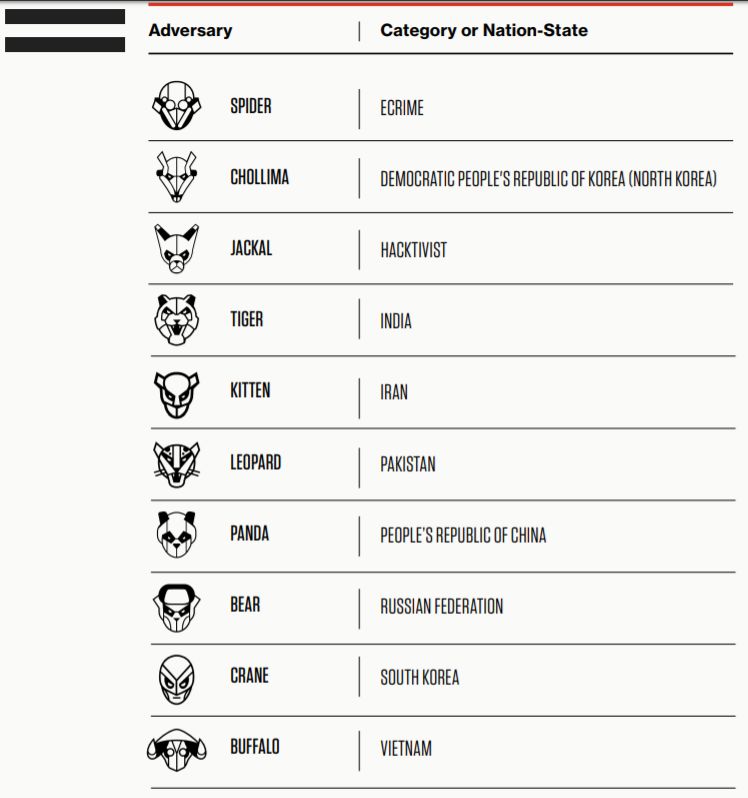 Adversary Category or Nation-State
SPIDER ECRIME
CHOLLIMA DEMOCRATIC PEOPLE'S REPUBLIC OF KOREA (NORTH KOREA)
JACKAL HACKTIVIST
TIGER INDIA
KITTEN IRAN
LEOPARD PAKISTAN
PANDA PEOPLE'S REPUBLIC OF CHINA
BEAR RUSSIAN FEDERATION
CRANE SOUTH KOREA
BUFFALO VIETNAM